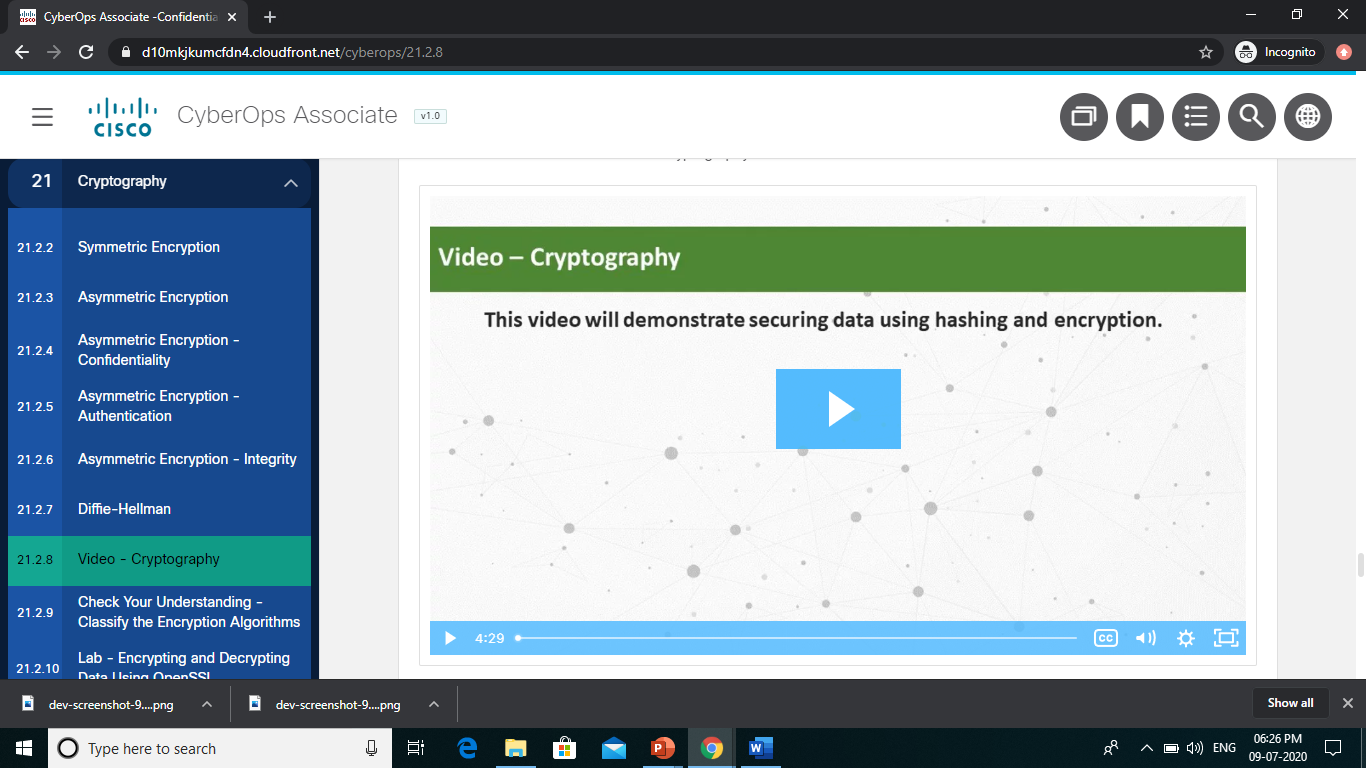 CyberOps Associate -Confidentia
d10mkjkumcfdn4.cloudfront.net/cyberops/21.2.8
Incognito
CISCO
CyberOps Associate
v1.0
21 Cryptography
21.2.2 Symmetric Encryption
21.2.3 Asymmetric Encryption
21.2.4 Asymmetric Encryption -
Confidentiality
21.2.5 Asymmetric Encryption -
Authentication
21.2.6 Asymmetric Encryption - Integrity
21.2.7 Diffie-Hellman
21.2.8 Video - Cryptography
21.2.9 Check Your Understanding -
Classify the Encryption Algorithms
21.2.10 Lab - Encrypting and Decrypting
Data Using OpenSSL
Video – Cryptography
This video will demonstrate securing data using hashing and encryption.
4:29
CC
dev-screenshot-9....png
dev-screenshot-9....png
Show all
Type here to search
ENG
06:26 PM
09-07-2020